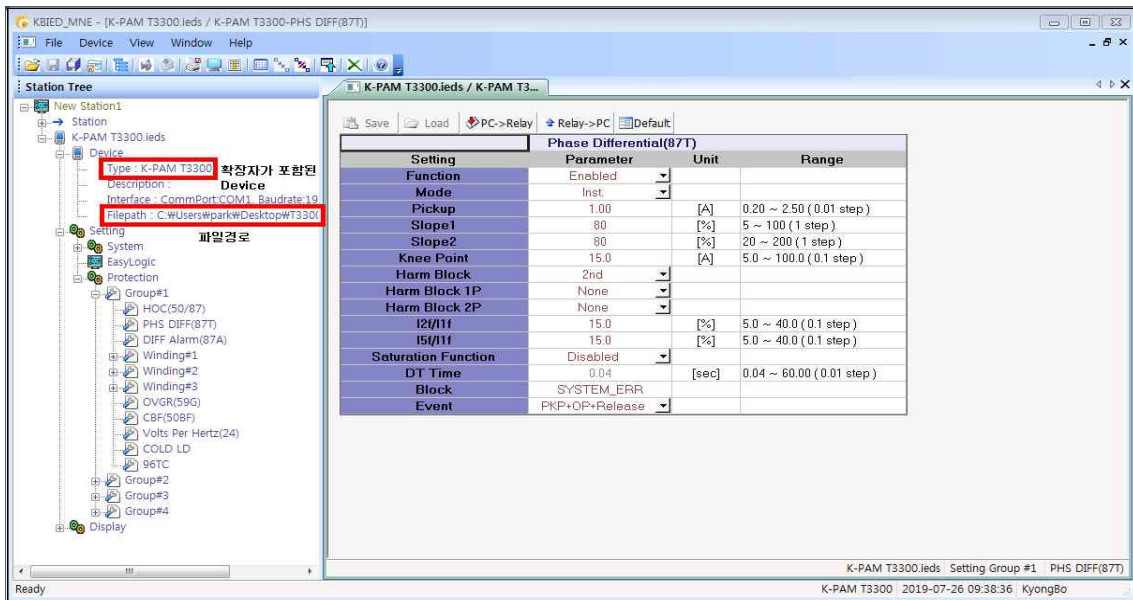 KBIED_MNE - [K-PAM T3300.ieds / K-PAM T3300-PHS DIFF(87T)]
File Device View Window Help
Station Tree
K-PAM T3300.ieds / K-PAM T3...
New Station1
Station
K-PAM T3300.ieds
Device
Type : K-PAM T3300
확장자가 포함된
Device
Description :
Interface : CommPort:COM1, Baudrate:19
Filepath : C:₩Users₩park₩Desktop₩T330(
파일경로
Setting
System
EasyLogic
Protection
Group#1
HOC(50/87)
PHS DIFF(87T)
DIFF Alarm(87A)
Winding#1
Winding#2
Winding#3
OVGR(59G)
CBF(50BF)
Volts Per Hertz(24)
COLD LD
96TC
Group#2
Group#3
Group#4
Display
Save Load PC->Relay Relay->PC Default
Phase Differential(87T)
Setting Parameter Unit Range
Function Enabled
Mode Inst.
Pickup 1.00 [A] 0.20 ~ 2.50 ( 0.01 step )
Slope1 80 [%] 5 ~ 100 ( 1 step )
Slope2 80 [%] 20 ~ 200 ( 1 step )
Knee Point 15.0 [A] 5.0 ~ 100.0 ( 0.1 step )
Harm Block 2nd
Harm Block 1P None
Harm Block 2P None
I2f/I1f 15.0 [%] 5.0 ~ 40.0 ( 0.1 step )
I5f/I1f 15.0 [%] 5.0 ~ 40.0 ( 0.1 step )
Saturation Function Disabled
DT Time 0.04 [sec] 0.04 ~ 60.00 ( 0.01 step )
Block SYSTEM_ERR
Event PKP+OP+Release
K-PAM T3300.ieds Setting Group #1 PHS DIFF(87T)
Ready K-PAM T3300 2019-07-26 09:38:36 KyongBo